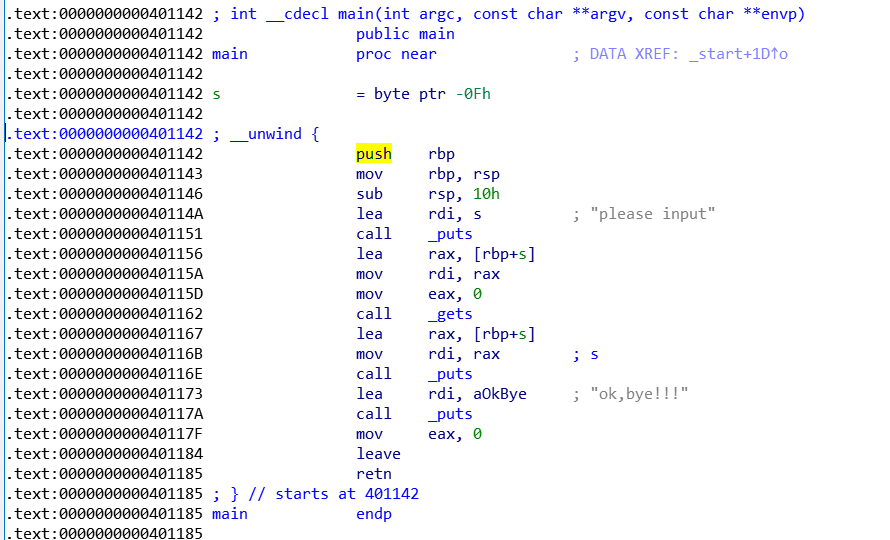 .text:0000000000401142 ; int __cdecl main(int argc, const char **argv, const char **envp)
.text:0000000000401142 public main
.text:0000000000401142 main proc near ; DATA XREF: _start+1D↑o
.text:0000000000401142
.text:0000000000401142 s = byte ptr -0Fh
.text:0000000000401142
.text:0000000000401142 ; __unwind {
.text:0000000000401142 push rbp
.text:0000000000401143 mov rbp, rsp
.text:0000000000401146 sub rsp, 10h
.text:000000000040114A lea rdi, s ; "please input"
.text:0000000000401151 call _puts
.text:0000000000401156 lea rax, [rbp+s]
.text:000000000040115A mov rdi, rax
.text:000000000040115D mov eax, 0
.text:0000000000401162 call _gets
.text:0000000000401167 lea rax, [rbp+s]
.text:000000000040116B mov rdi, rax ; s
.text:000000000040116E call _puts
.text:0000000000401173 lea rdi, aOkBye ; "ok,bye!!!"
.text:000000000040117A call _puts
.text:000000000040117F mov eax, 0
.text:0000000000401184 leave
.text:0000000000401185 retn
.text:0000000000401185 ; } // starts at 401142
.text:0000000000401185 main endp
.text:0000000000401185